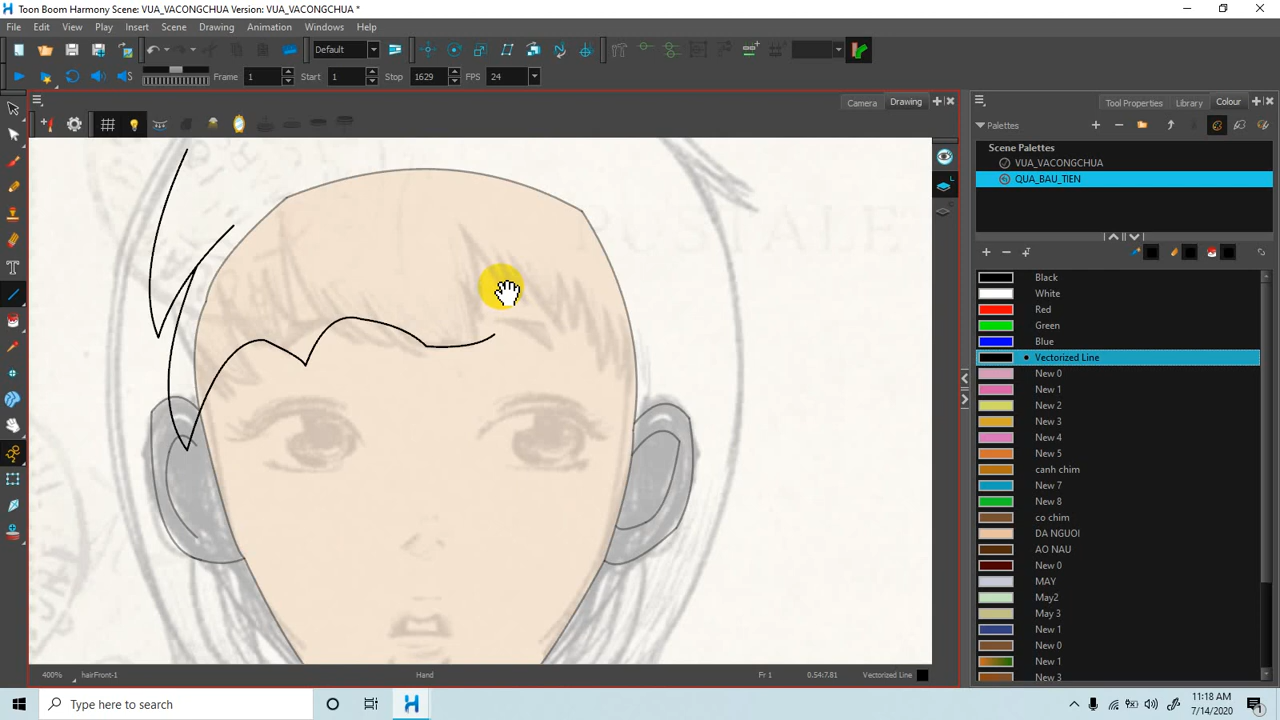 Toon Boom Harmony Scene: VUA_VACONGCHUA Version: VUA_VACONGCHUA *
File Edit View Play Insert Scene Drawing Animation Windows Help
Default
Frame 1 Start 1 Stop 1629 FPS 24
Camera Drawing
Tool Properties Library Colour
Palettes
Scene Palettes
VUA_VACONGCHUA
QUA_BAU_TIEN
Black
White
Red
Green
Blue
Vectorized Line
New 0
New 1
New 2
New 3
New 4
New 5
canh chim
New 7
New 8
co chim
DA NGUOI
AO NAU
New 0
MAY
May2
May 3
New 1
New 0
New 1
New 3
POSTALE
400% hairFront-1 Hand Fr 1 0.54:7.81 Vectorized Line
Type here to search
11:18 AM
7/14/2020